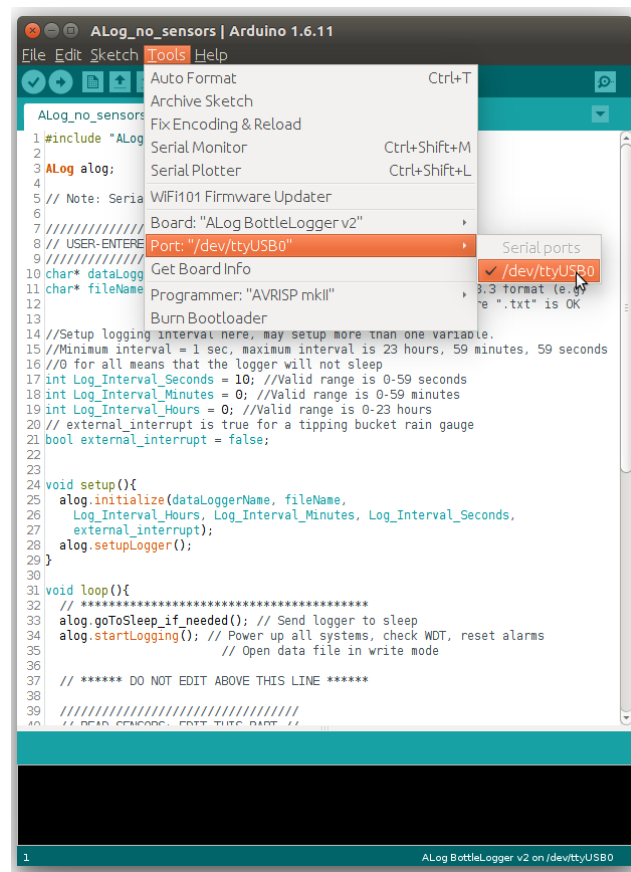 ALog_no_sensors | Arduino 1.6.11
File Edit Sketch Tools Help
Auto Format Ctrl+T
Archive Sketch
Fix Encoding & Reload
Serial Monitor Ctrl+Shift+M
Serial Plotter Ctrl+Shift+L
WiFi101 Firmware Updater
Board: "ALog BottleLogger v2"
Port: "/dev/ttyUSB0"
Get Board Info
Programmer: "AVRISP mkII"
Burn Bootloader
Serial ports
✓ /dev/ttyUSB0
ALog_no_sensors
1 #include "ALog
2
3 ALog alog;
4
5 // Note: Seria
6
7 ///////////////
8 // USER-ENTERE
9 ///////////////
10 char* dataLogg
11 char* fileName 8.3 format (e.g.
12 re ".txt" is OK
13
14 //Setup logging interval here, may setup more than one variable.
15 //Minimum interval = 1 sec, maximum interval is 23 hours, 59 minutes, 59 seconds
16 //0 for all means that the logger will not sleep
17 int Log_Interval_Seconds = 10; //Valid range is 0-59 seconds
18 int Log_Interval_Minutes = 0; //Valid range is 0-59 minutes
19 int Log_Interval_Hours = 0; //Valid range is 0-23 hours
20 // external_interrupt is true for a tipping bucket rain gauge
21 bool external_interrupt = false;
22
23
24 void setup(){
25 alog.initialize(dataLoggerName, fileName,
26 Log_Interval_Hours, Log_Interval_Minutes, Log_Interval_Seconds,
27 external_interrupt);
28 alog.setupLogger();
29 }
30
31 void loop(){
32 // ****************************************
33 alog.goToSleep_if_needed(); // Send logger to sleep
34 alog.startLogging(); // Power up all systems, check WDT, reset alarms
35 // Open data file in write mode
36
37 // ****** DO NOT EDIT ABOVE THIS LINE ******
38
39 /////////////////////////////////
40 // READ SENSORS: EDIT THIS PART //
1 ALog BottleLogger v2 on /dev/ttyUSB0